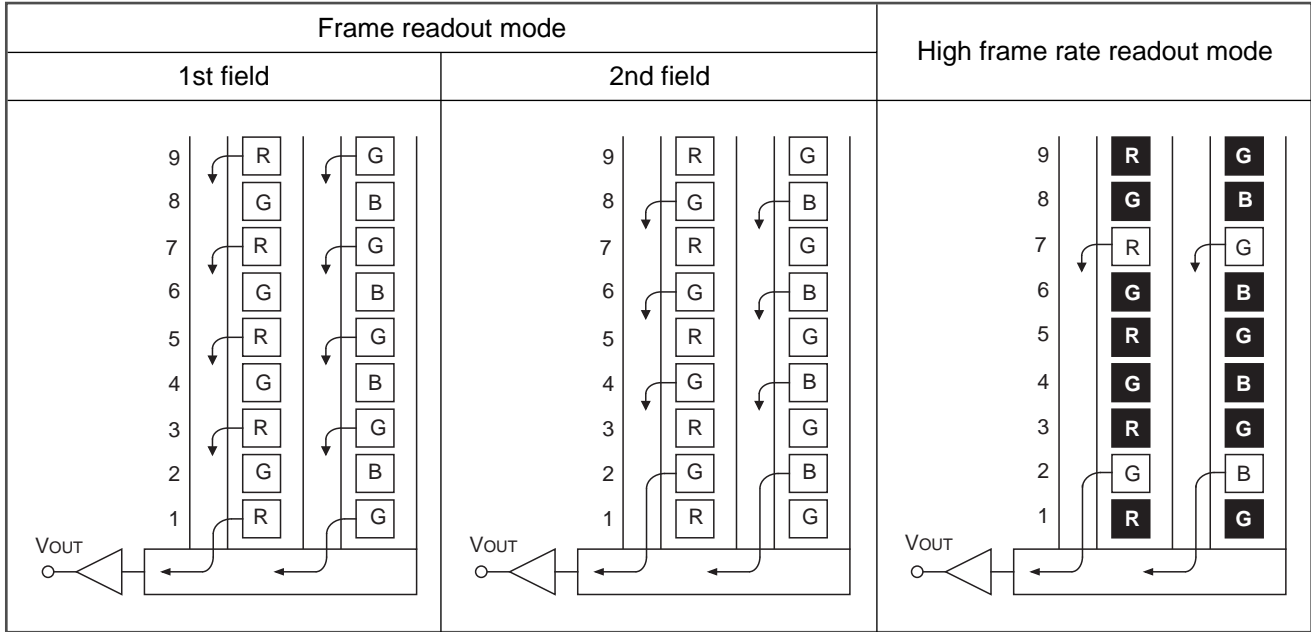 Frame readout mode
High frame rate readout mode
1st field
2nd field
9 R G
8 G B
7 R G
6 G B
5 R G
4 G B
3 R G
2 G B
1 R G
VOUT
9 R G
8 G B
7 R G
6 G B
5 R G
4 G B
3 R G
2 G B
1 R G
VOUT
9 R G
8 G B
7 R G
6 G B
5 R G
4 G B
3 R G
2 G B
1 R G
VOUT